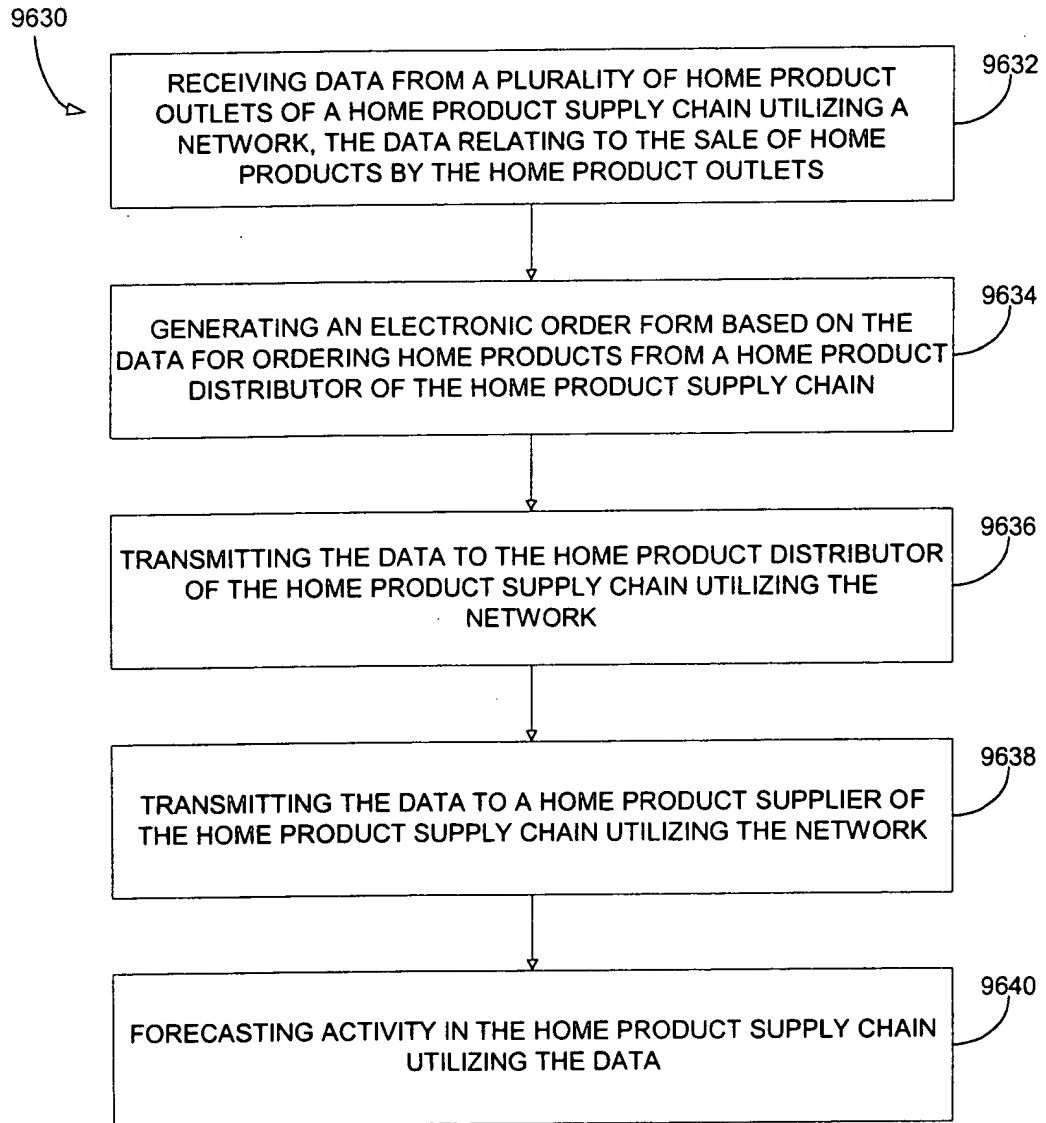 9630
RECEIVING DATA FROM A PLURALITY OF HOME PRODUCT
OUTLETS OF A HOME PRODUCT SUPPLY CHAIN UTILIZING A
NETWORK, THE DATA RELATING TO THE SALE OF HOME
PRODUCTS BY THE HOME PRODUCT OUTLETS
9632
GENERATING AN ELECTRONIC ORDER FORM BASED ON THE
DATA FOR ORDERING HOME PRODUCTS FROM A HOME PRODUCT
DISTRIBUTOR OF THE HOME PRODUCT SUPPLY CHAIN
9634
TRANSMITTING THE DATA TO THE HOME PRODUCT DISTRIBUTOR
OF THE HOME PRODUCT SUPPLY CHAIN UTILIZING THE
NETWORK
9636
TRANSMITTING THE DATA TO A HOME PRODUCT SUPPLIER OF
THE HOME PRODUCT SUPPLY CHAIN UTILIZING THE NETWORK
9638
FORECASTING ACTIVITY IN THE HOME PRODUCT SUPPLY CHAIN
UTILIZING THE DATA
9640